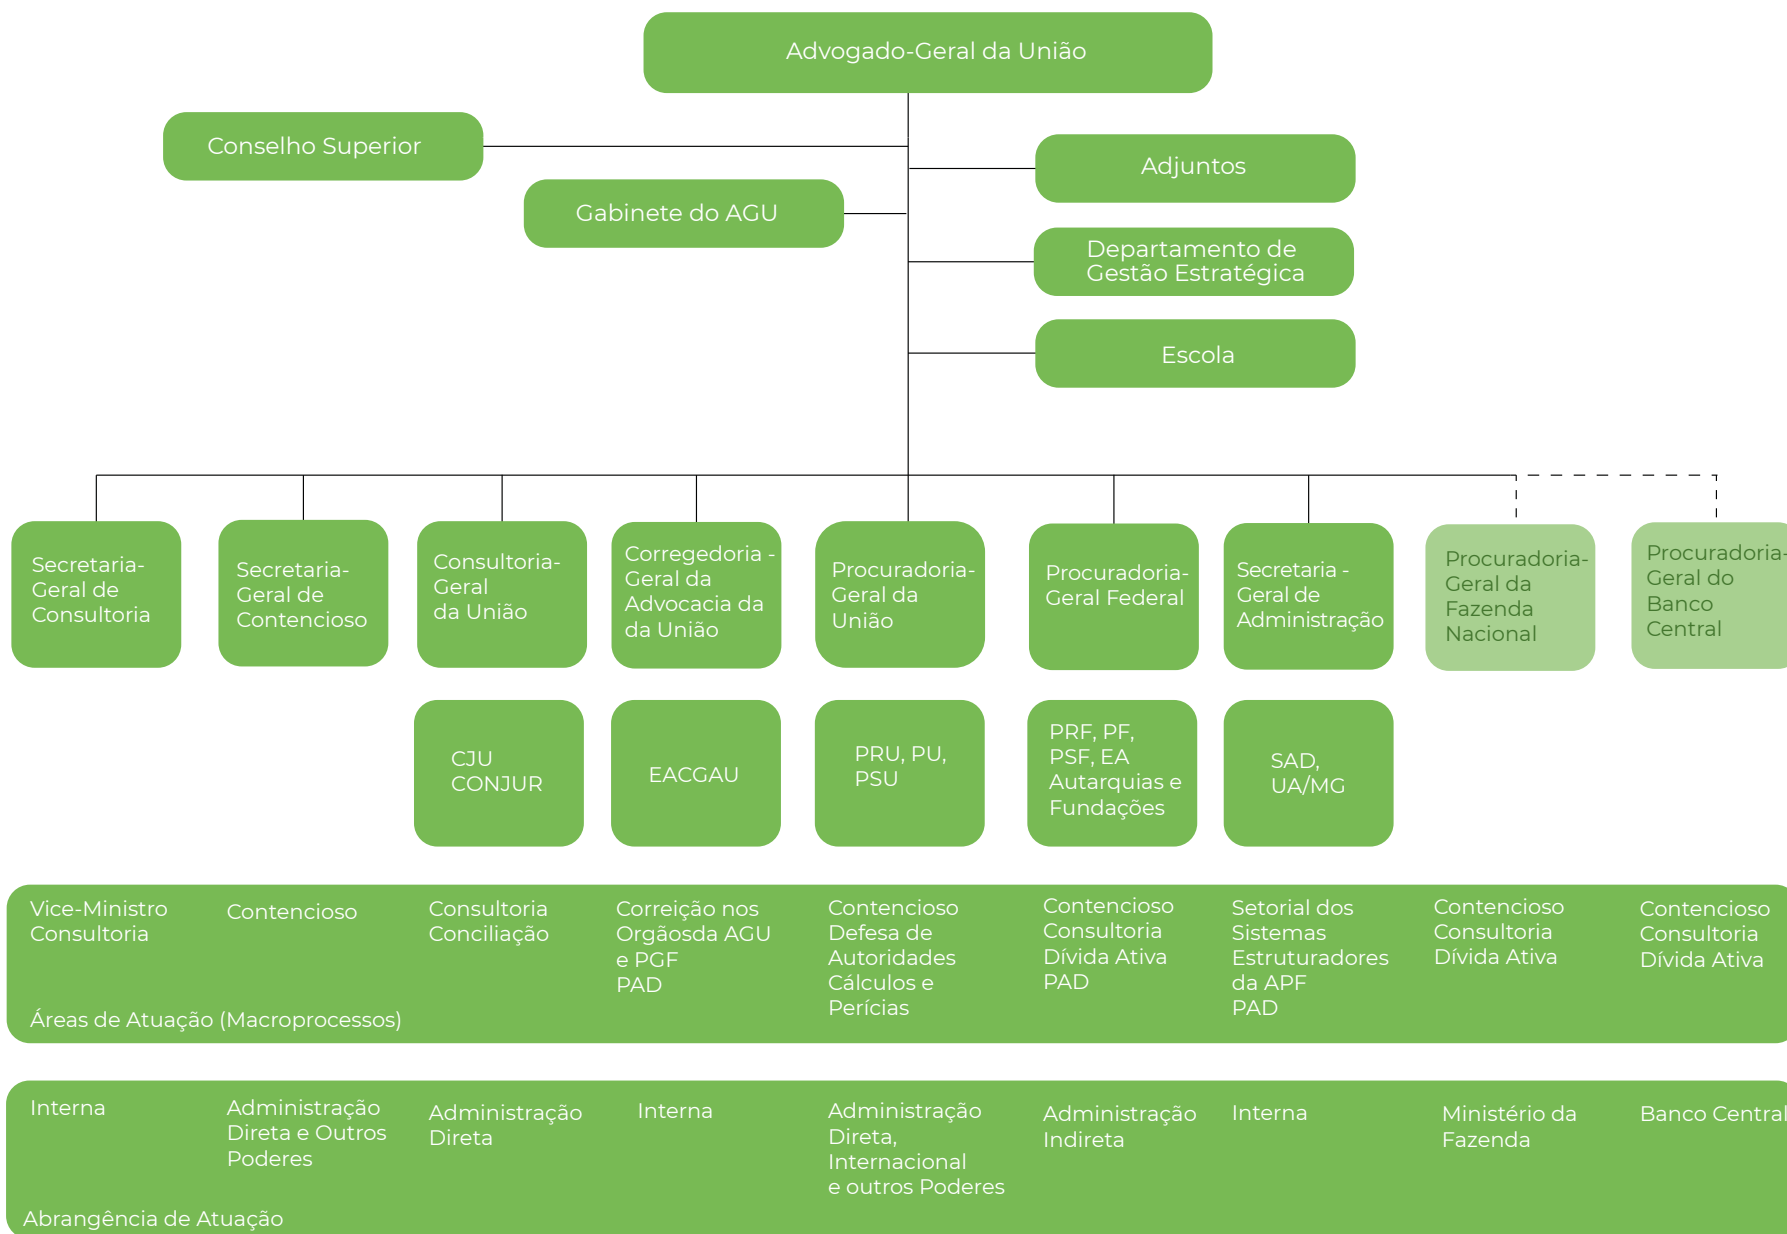 Advogado-Geral da União
Conselho Superior
Adjuntos
Gabinete do AGU
Departamento de
Gestão Estratégica
Escola
Secretaria-
Geral de
Consultoria
Secretaria-
Geral de
Contencioso
Consultoria-
Geral
da União
Corregedoria -
Geral da
Advocacia da
da União
Procuradoria-
Geral da
União
Procuradoria-
Geral Federal
Secretaria -
Geral de
Administração
Procuradoria-
Geral da
Fazenda
Nacional
Procuradoria-
Geral do
Banco
Central
CJU
CONJUR
EACGAU
PRU, PU,
PSU
PRF, PF,
PSF, EA
Autarquias e
Fundações
SAD,
UA/MG
Vice-Ministro
Consultoria
Contencioso
Consultoria
Conciliação
Correição nos
Orgãosda AGU
e PGF
PAD
Contencioso
Defesa de
Autoridades
Cálculos e
Perícias
Contencioso
Consultoria
Dívida Ativa
PAD
Setorial dos
Sistemas
Estruturadores
da APF
PAD
Contencioso
Consultoria
Dívida Ativa
Contencioso
Consultoria
Dívida Ativa
Áreas de Atuação (Macroprocessos)
Interna
Administração
Direta e Outros
Poderes
Administração
Direta
Interna
Administração
Direta,
Internacional
e outros Poderes
Administração
Indireta
Interna
Ministério da
Fazenda
Banco Central
Abrangência de Atuação